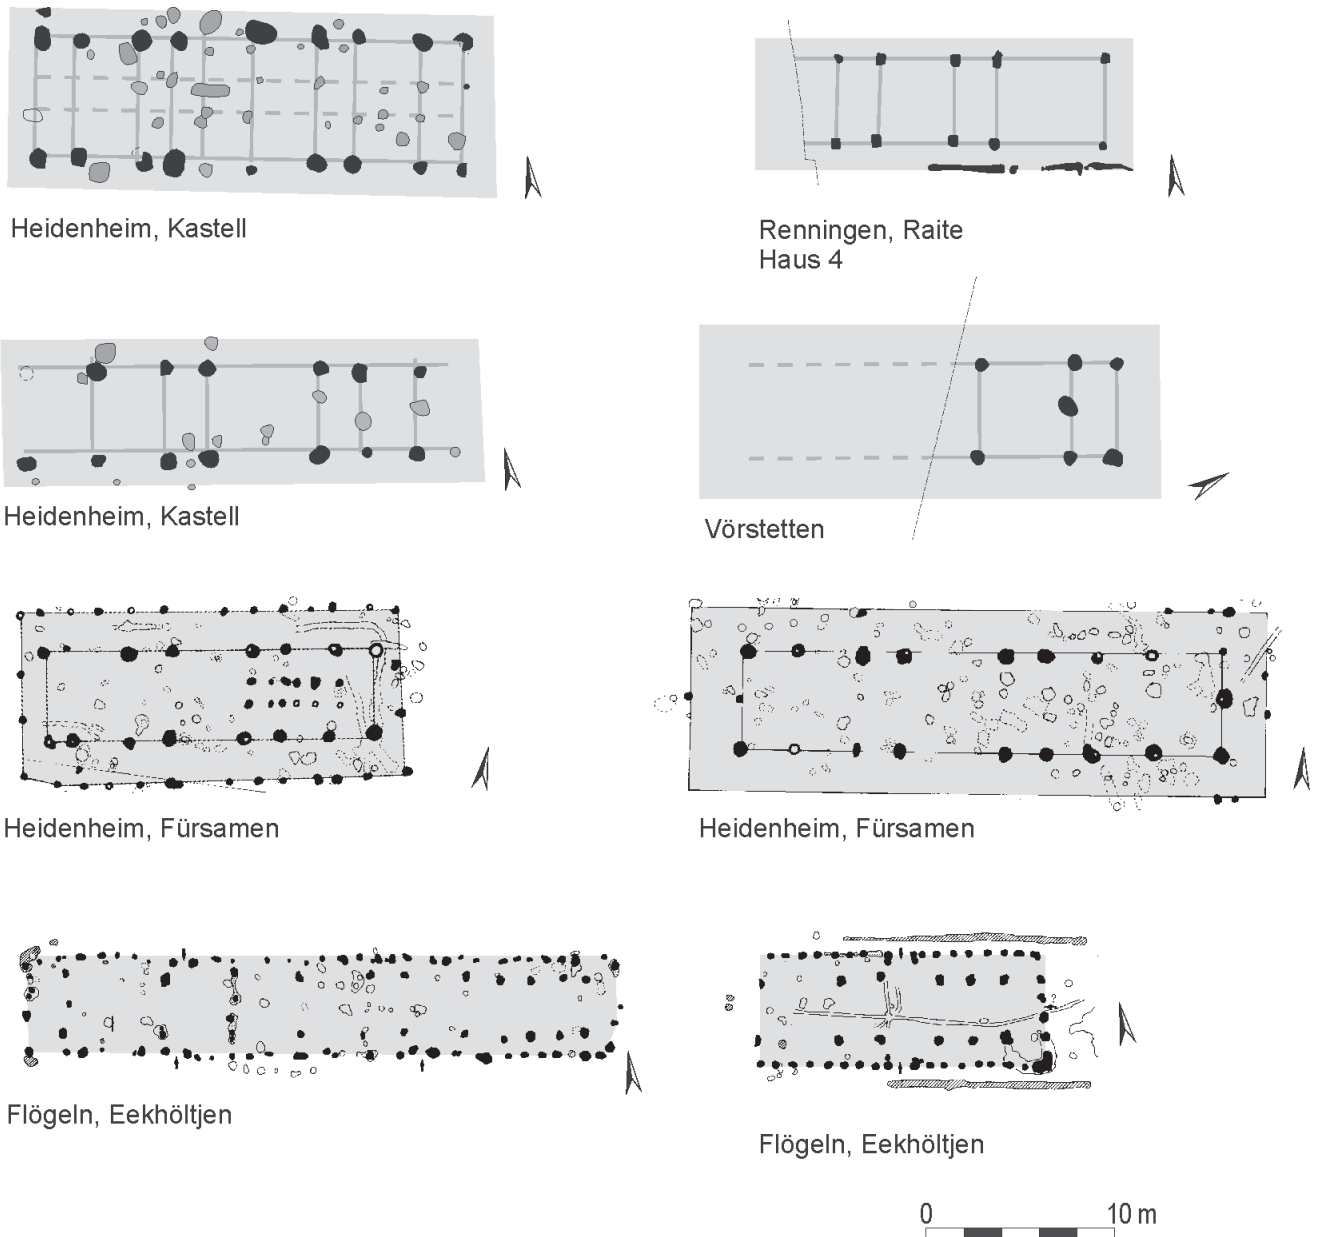 Heidenheim, Kastell
Renningen, Raite
Haus 4
Heidenheim, Kastell
Vörstetten
Heidenheim, Fürsamen
Heidenheim, Fürsamen
Flögeln, Eekhöltjen
Flögeln, Eekhöltjen
0 10 m